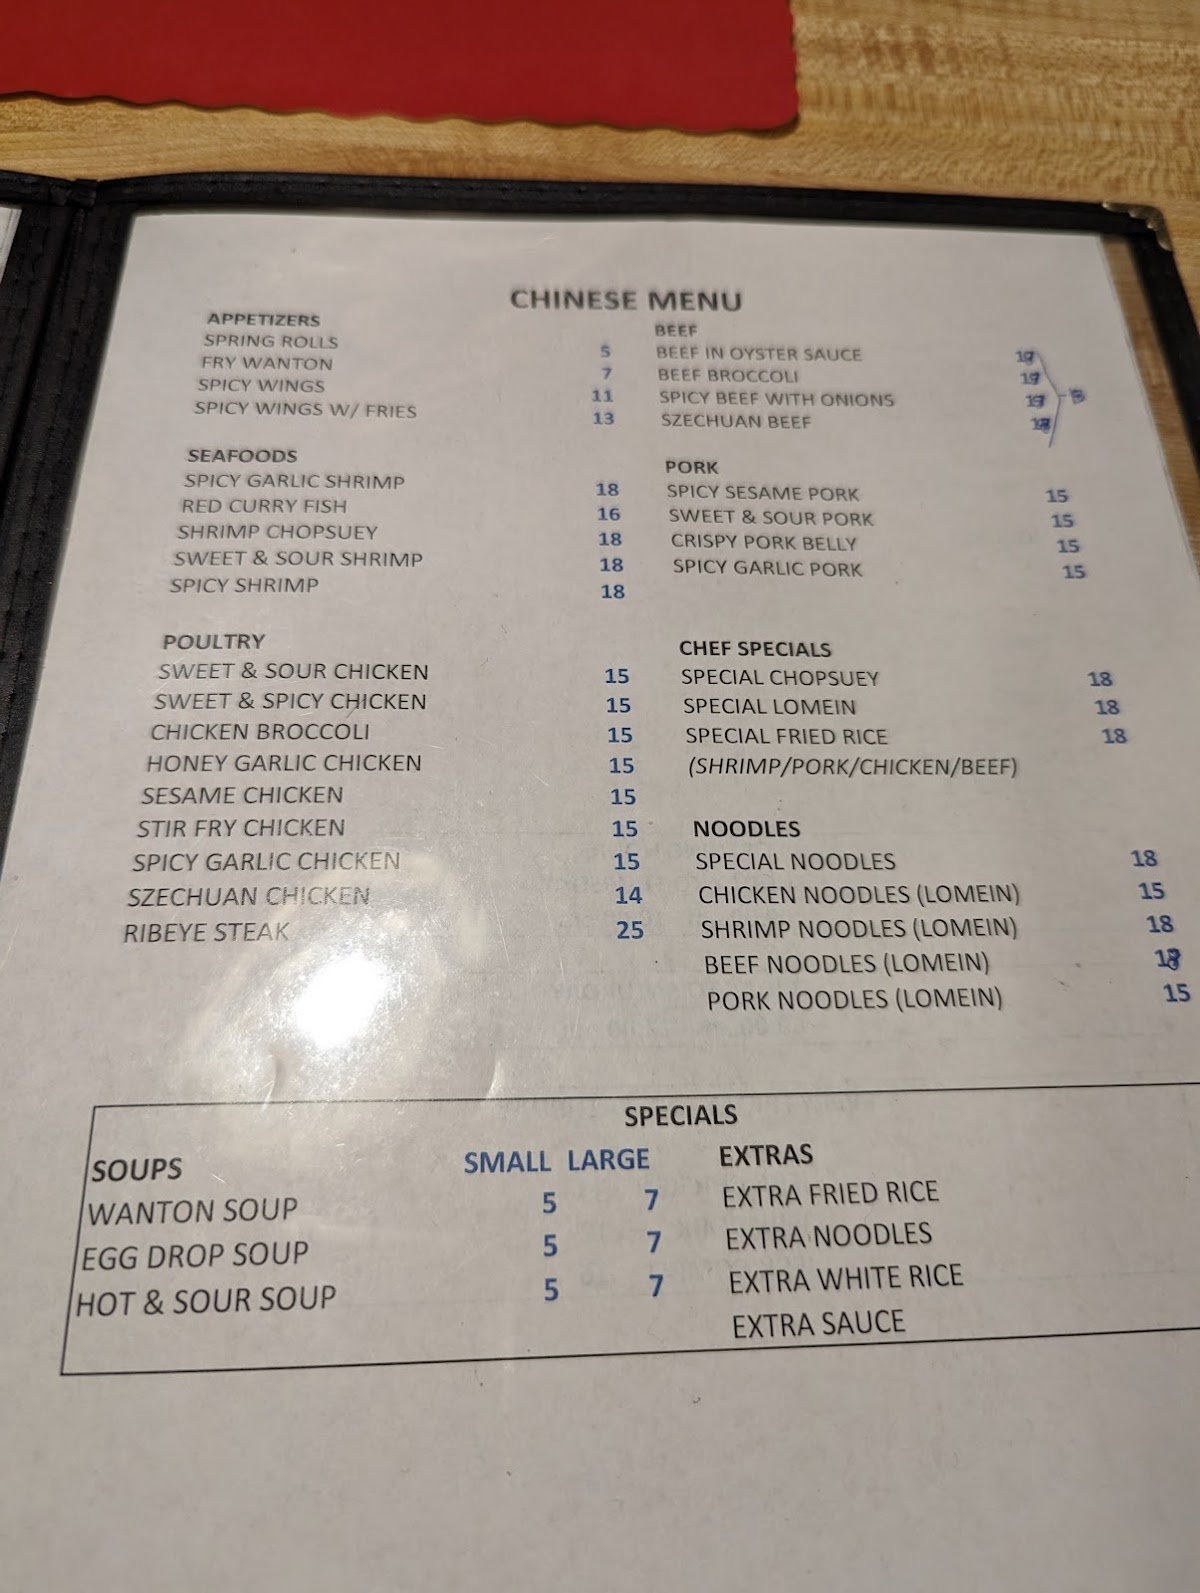 CHINESE MENU
APPETIZERS
SPRING ROLLS 5
FRY WANTON 7
SPICY WINGS 11
SPICY WINGS W/ FRIES 13
SEAFOODS
SPICY GARLIC SHRIMP 18
RED CURRY FISH 16
SHRIMP CHOPSUEY 18
SWEET & SOUR SHRIMP 18
SPICY SHRIMP 18
POULTRY
SWEET & SOUR CHICKEN 15
SWEET & SPICY CHICKEN 15
CHICKEN BROCCOLI 15
HONEY GARLIC CHICKEN 15
SESAME CHICKEN 15
STIR FRY CHICKEN 15
SPICY GARLIC CHICKEN 15
SZECHUAN CHICKEN 14
RIBEYE STEAK 25
BEEF
BEEF IN OYSTER SAUCE
BEEF BROCCOLI
SPICY BEEF WITH ONIONS
SZECHUAN BEEF
PORK
SPICY SESAME PORK 15
SWEET & SOUR PORK 15
CRISPY PORK BELLY 15
SPICY GARLIC PORK 15
CHEF SPECIALS
SPECIAL CHOPSUEY 18
SPECIAL LOMEIN 18
SPECIAL FRIED RICE 18
(SHRIMP/PORK/CHICKEN/BEEF)
NOODLES
SPECIAL NOODLES 18
CHICKEN NOODLES (LOMEIN) 15
SHRIMP NOODLES (LOMEIN) 18
BEEF NOODLES (LOMEIN)
PORK NOODLES (LOMEIN) 15
SPECIALS
SOUPS SMALL LARGE
WANTON SOUP 5 7
EGG DROP SOUP 5 7
HOT & SOUR SOUP 5 7
EXTRAS
EXTRA FRIED RICE
EXTRA NOODLES
EXTRA WHITE RICE
EXTRA SAUCE